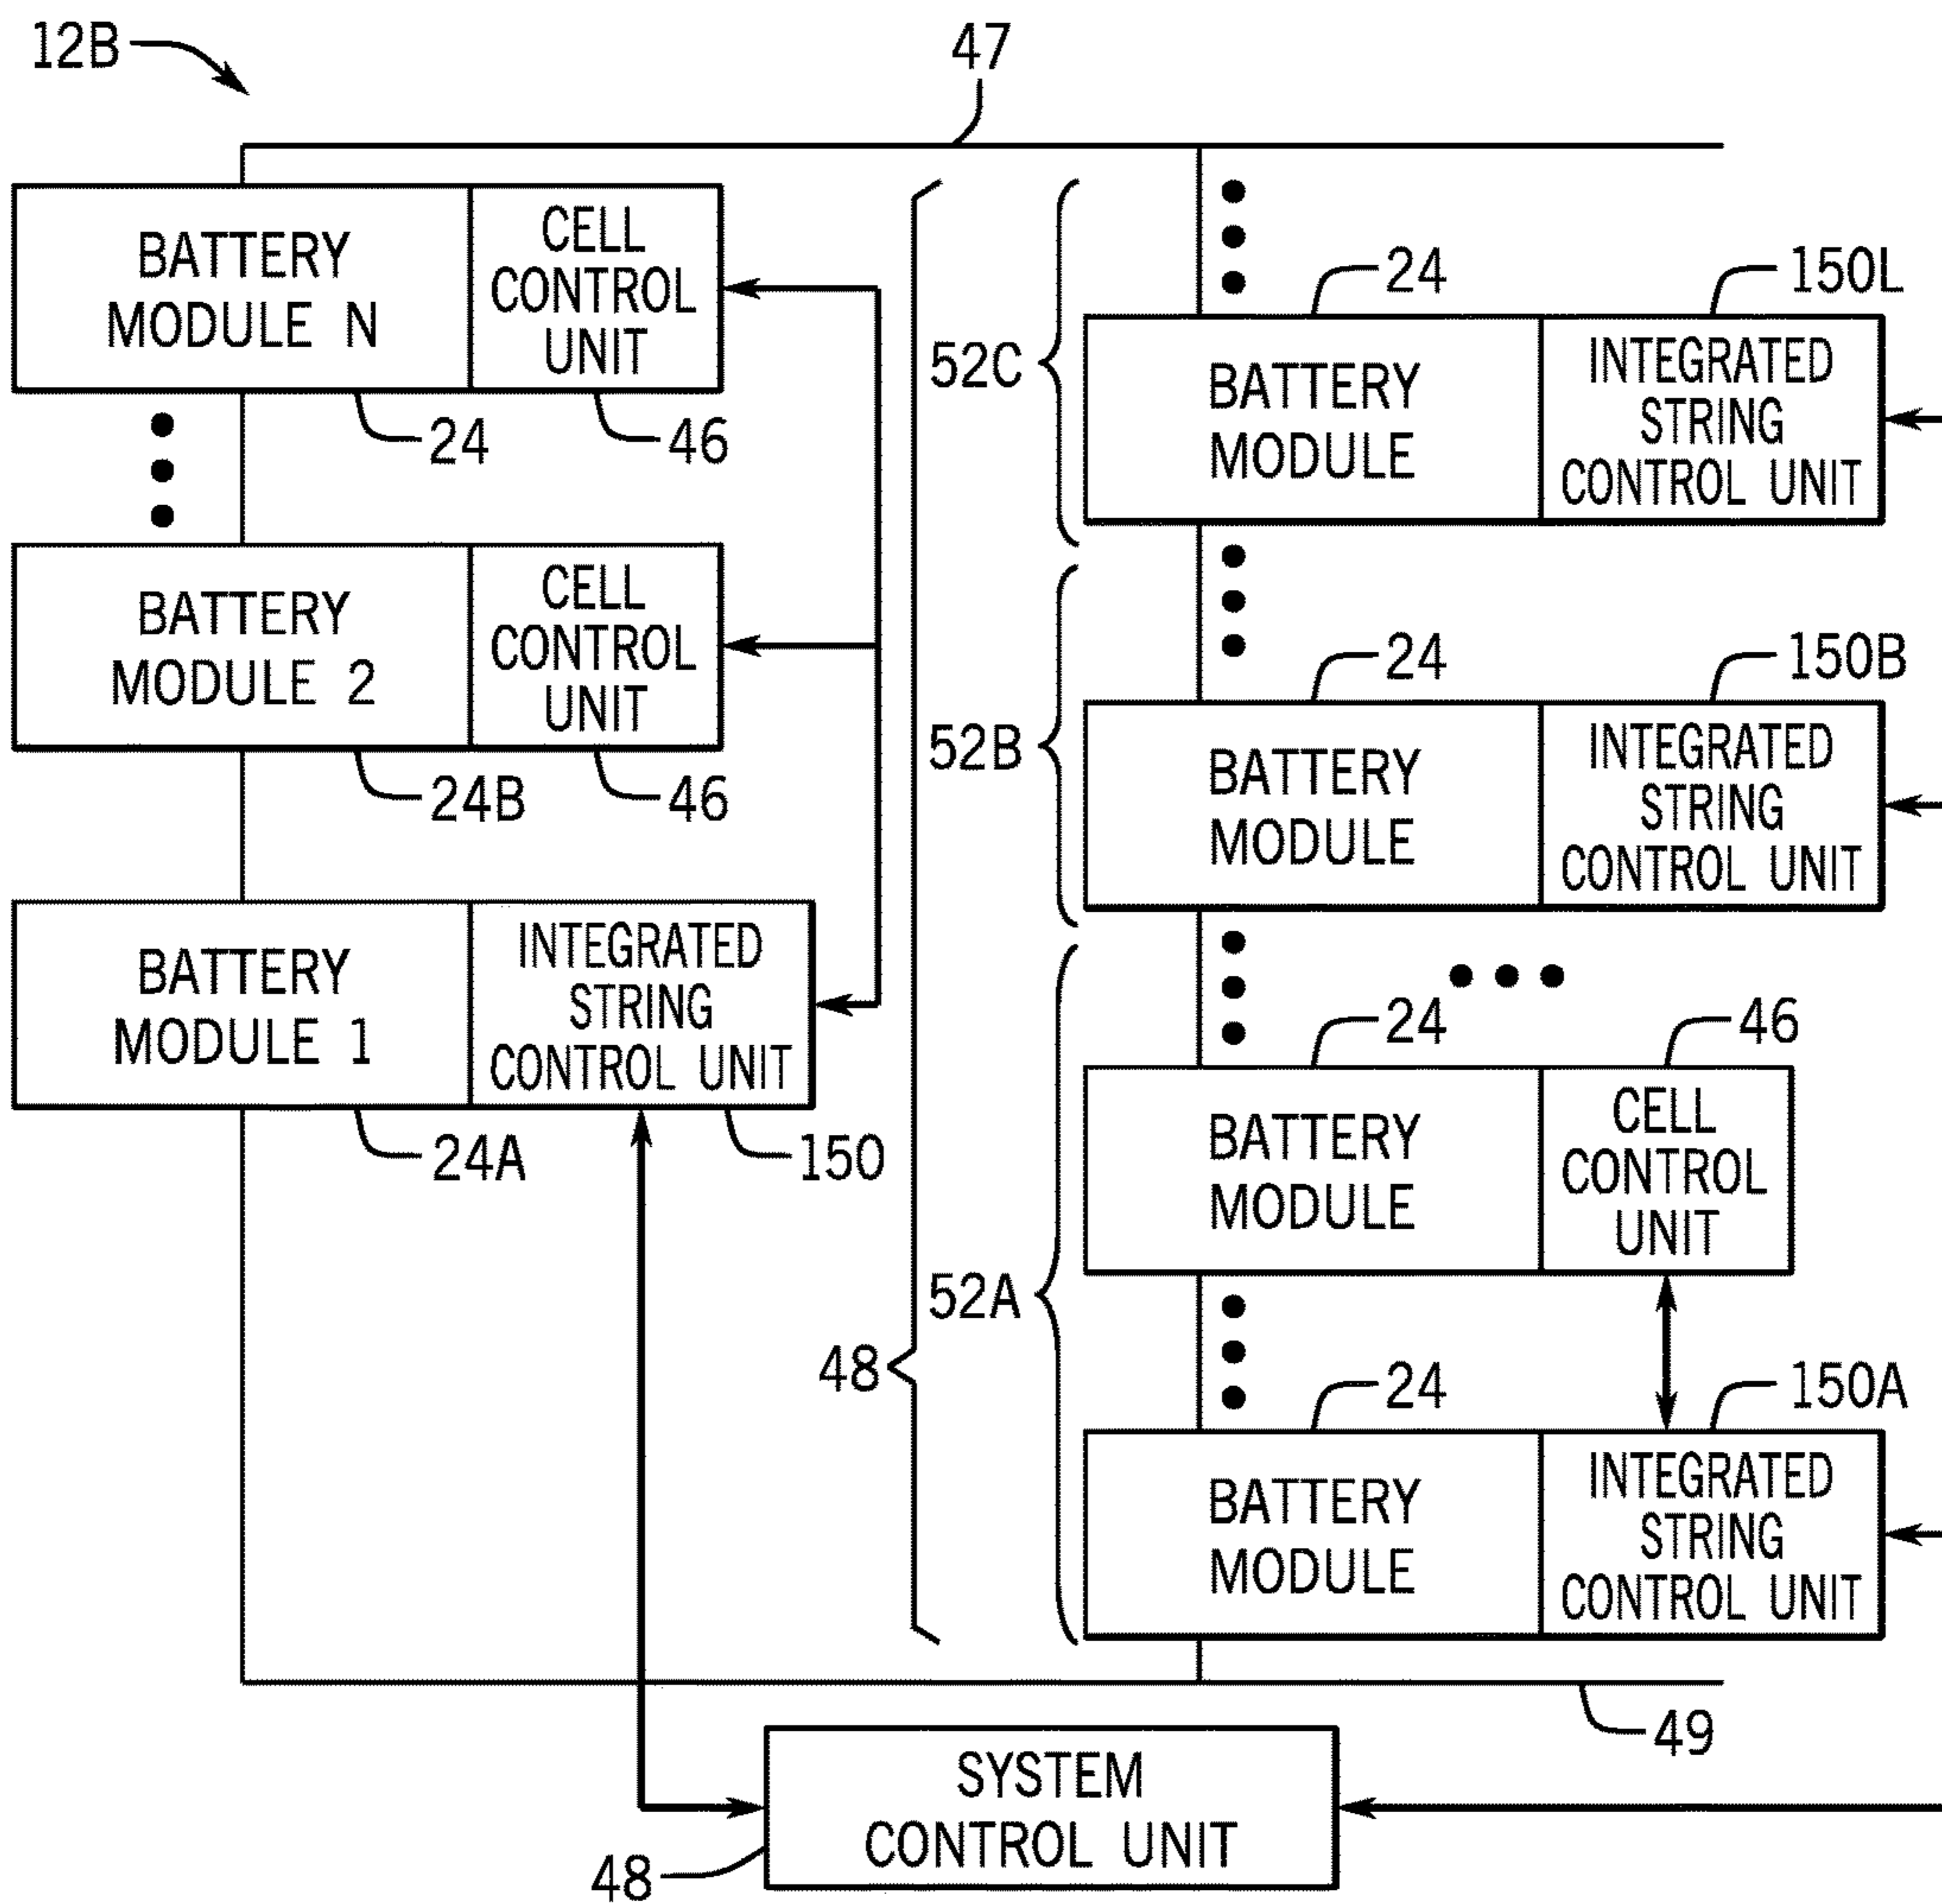 12B
47
BATTERY
MODULE N
CELL
CONTROL
UNIT
24
46
BATTERY
MODULE 2
CELL
CONTROL
UNIT
24B
46
BATTERY
MODULE 1
INTEGRATED
STRING
CONTROL UNIT
24A
150
48
52C
24
150L
BATTERY
MODULE
INTEGRATED
STRING
CONTROL UNIT
52B
24
150B
BATTERY
MODULE
INTEGRATED
STRING
CONTROL UNIT
52A
24
46
BATTERY
MODULE
CELL
CONTROL
UNIT
24
150A
BATTERY
MODULE
INTEGRATED
STRING
CONTROL UNIT
49
SYSTEM
CONTROL UNIT
48